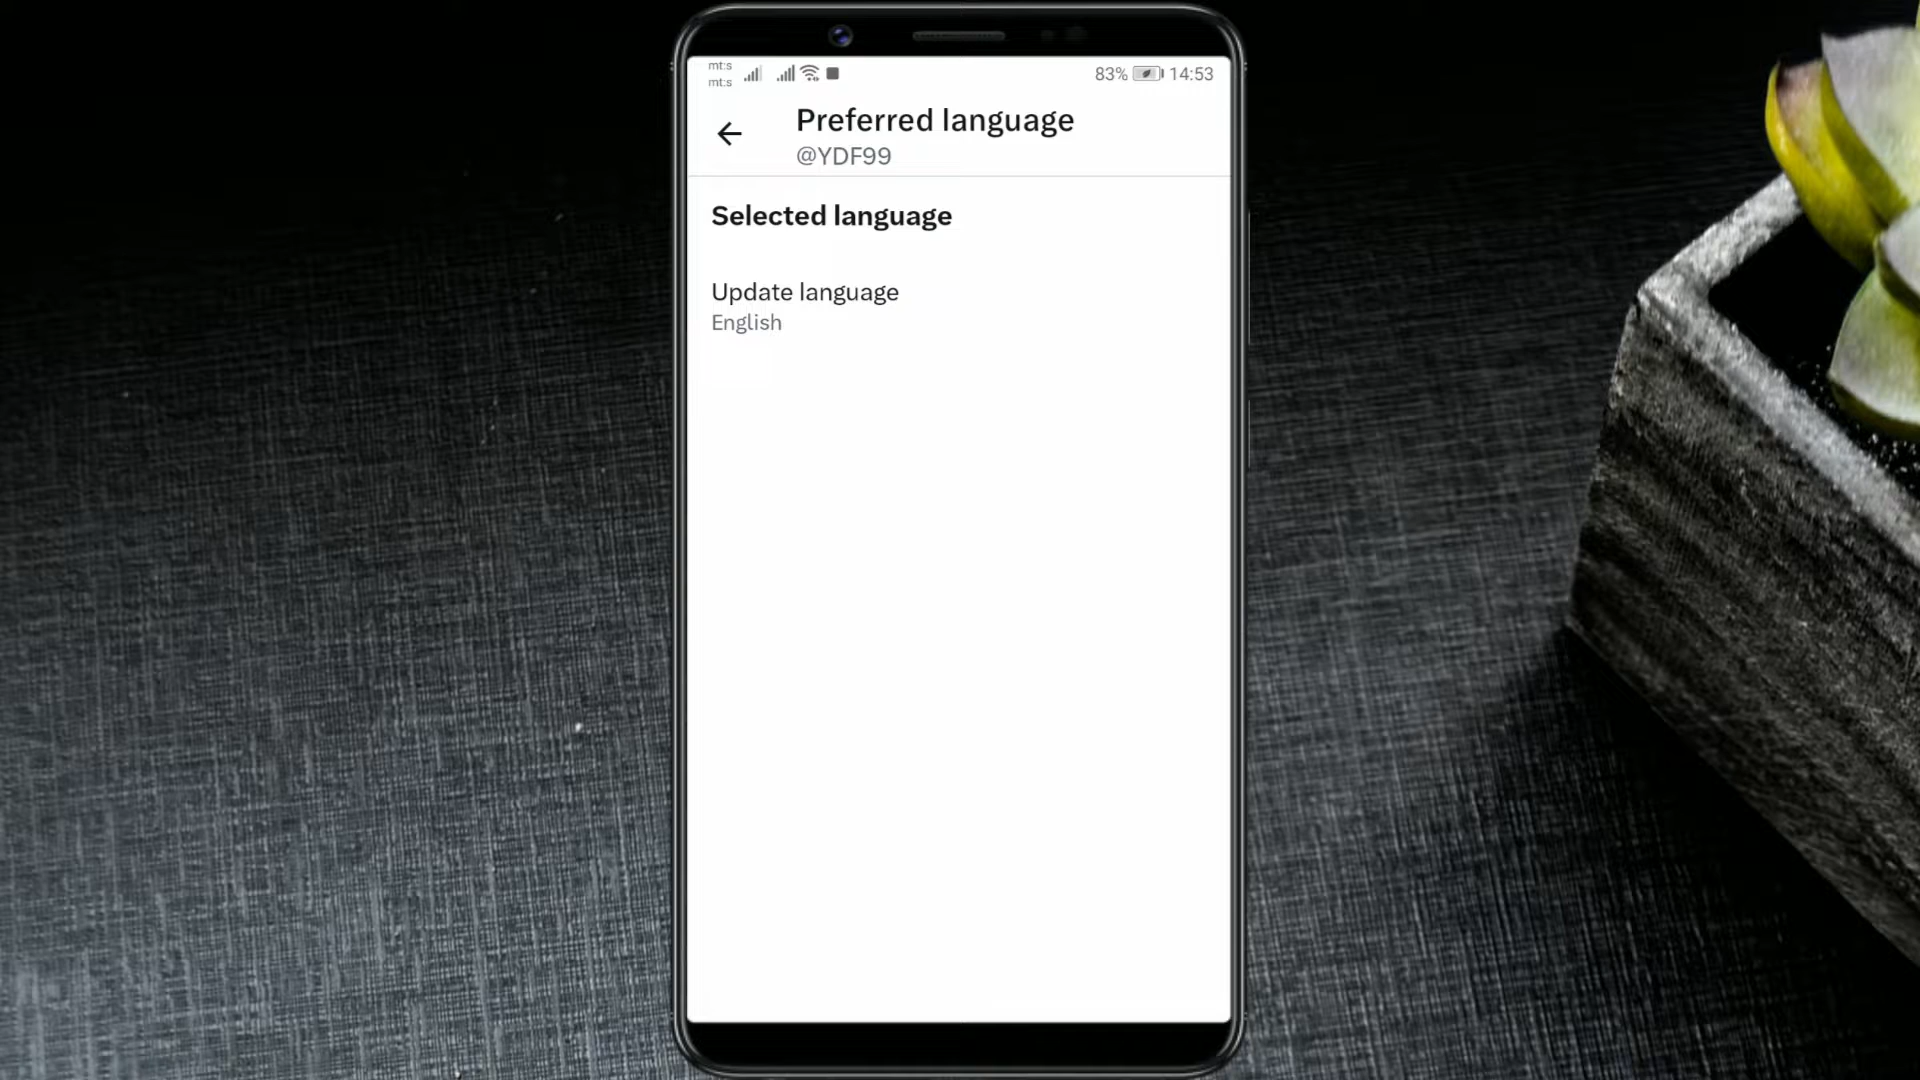 mt:s
mt:s
83% 14:53
Preferred language
@YDF99
Selected language
Update language
English